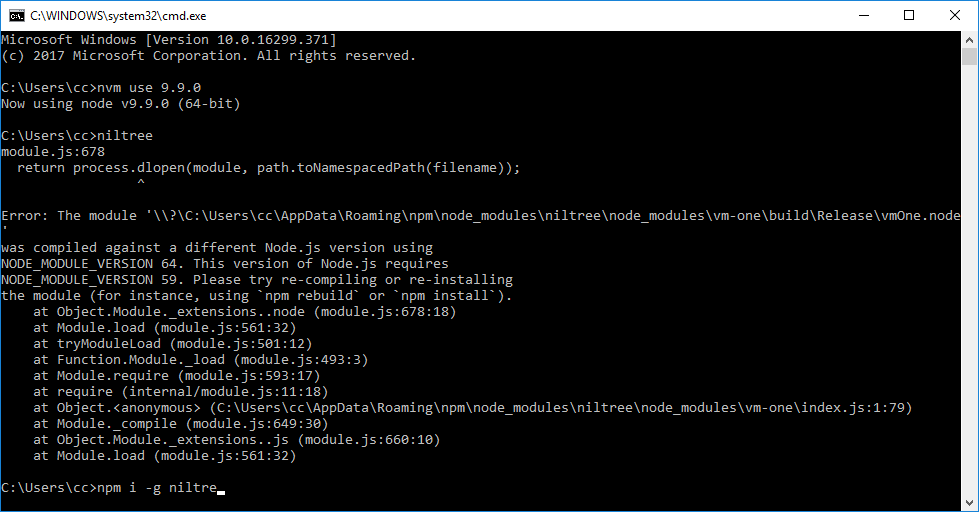 C:\WINDOWS\system32\cmd.exe
Microsoft Windows [Version 10.0.16299.371]
(c) 2017 Microsoft Corporation. All rights reserved.
C:\Users\cc>nvm use 9.9.0
Now using node v9.9.0 (64-bit)
C:\Users\cc>niltree
module.js:678
  return process.dlopen(module, path.toNamespacedPath(filename));
                 ^
Error: The module '\\?\C:\Users\cc\AppData\Roaming\npm\node_modules\niltree\node_modules\vm-one\build\Release\vmOne.node
'
was compiled against a different Node.js version using
NODE_MODULE_VERSION 64. This version of Node.js requires
NODE_MODULE_VERSION 59. Please try re-compiling or re-installing
the module (for instance, using `npm rebuild` or `npm install`).
    at Object.Module._extensions..node (module.js:678:18)
    at Module.load (module.js:561:32)
    at tryModuleLoad (module.js:501:12)
    at Function.Module._load (module.js:493:3)
    at Module.require (module.js:593:17)
    at require (internal/module.js:11:18)
    at Object.<anonymous> (C:\Users\cc\AppData\Roaming\npm\node_modules\niltree\node_modules\vm-one\index.js:1:79)
    at Module._compile (module.js:649:30)
    at Object.Module._extensions..js (module.js:660:10)
    at Module.load (module.js:561:32)
C:\Users\cc>npm i -g niltre